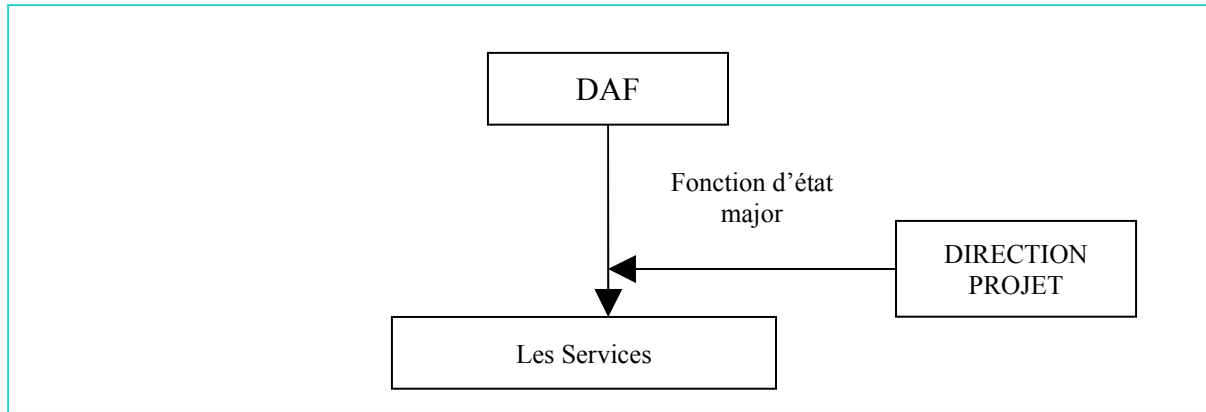 DAF
Fonction d’état
major
DIRECTION
PROJET
Les Services